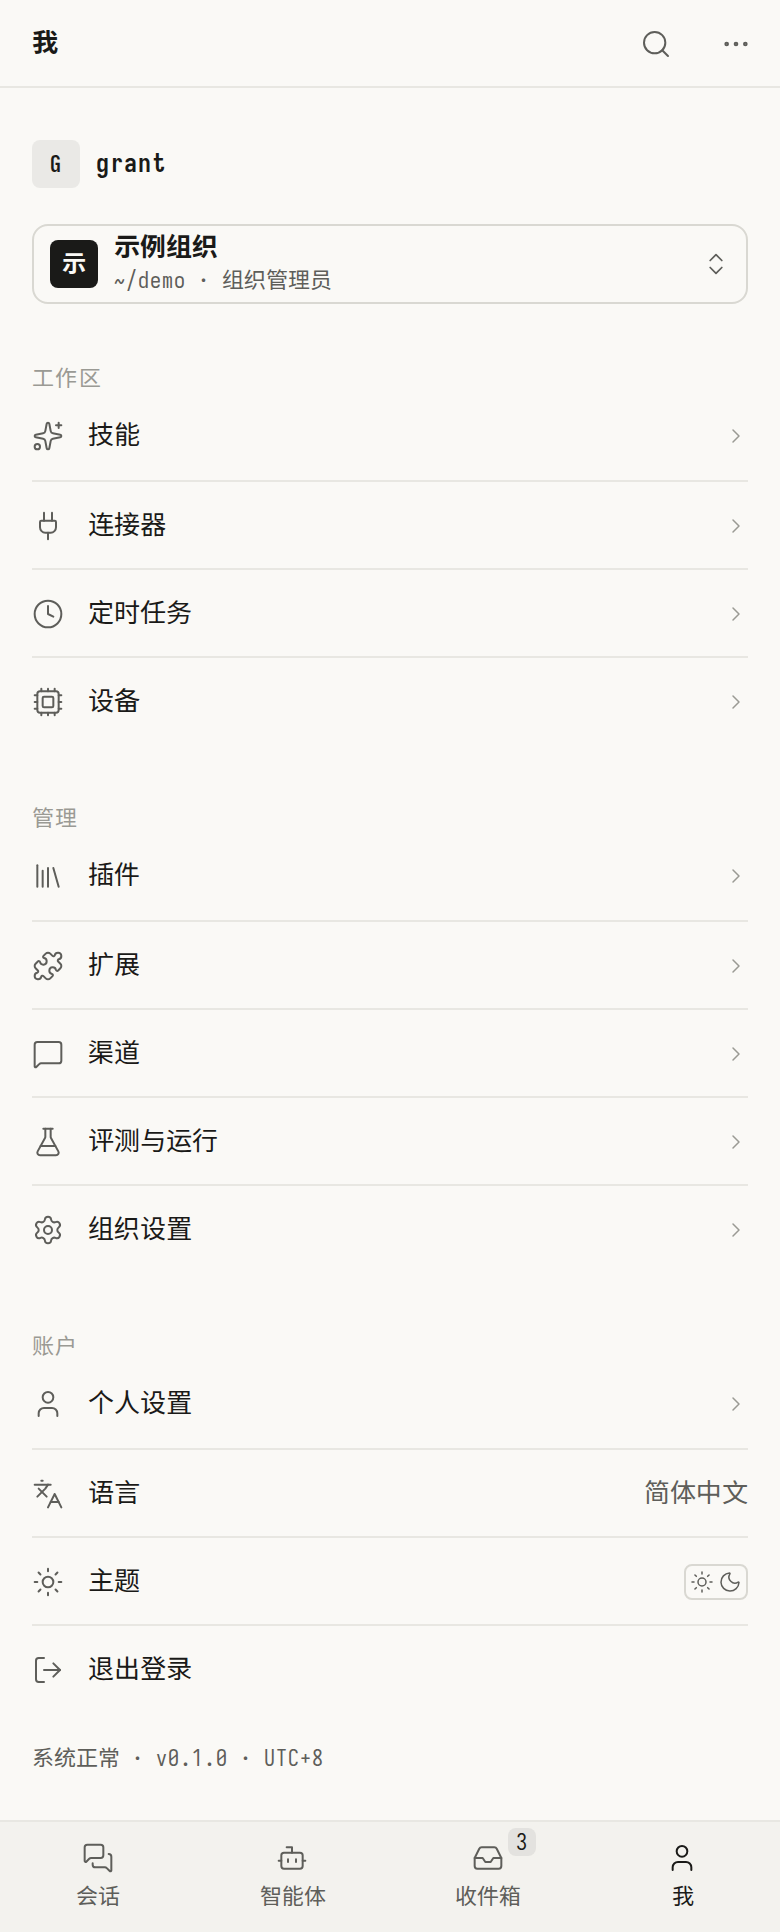 我
G grant
示 示例组织
~/demo · 组织管理员
工作区
技能
连接器
定时任务
设备
管理
插件
扩展
渠道
评测与运行
组织设置
账户
个人设置
语言 简体中文
主题
退出登录
系统正常 · v0.1.0 · UTC+8
3
会话 智能体 收件箱 我